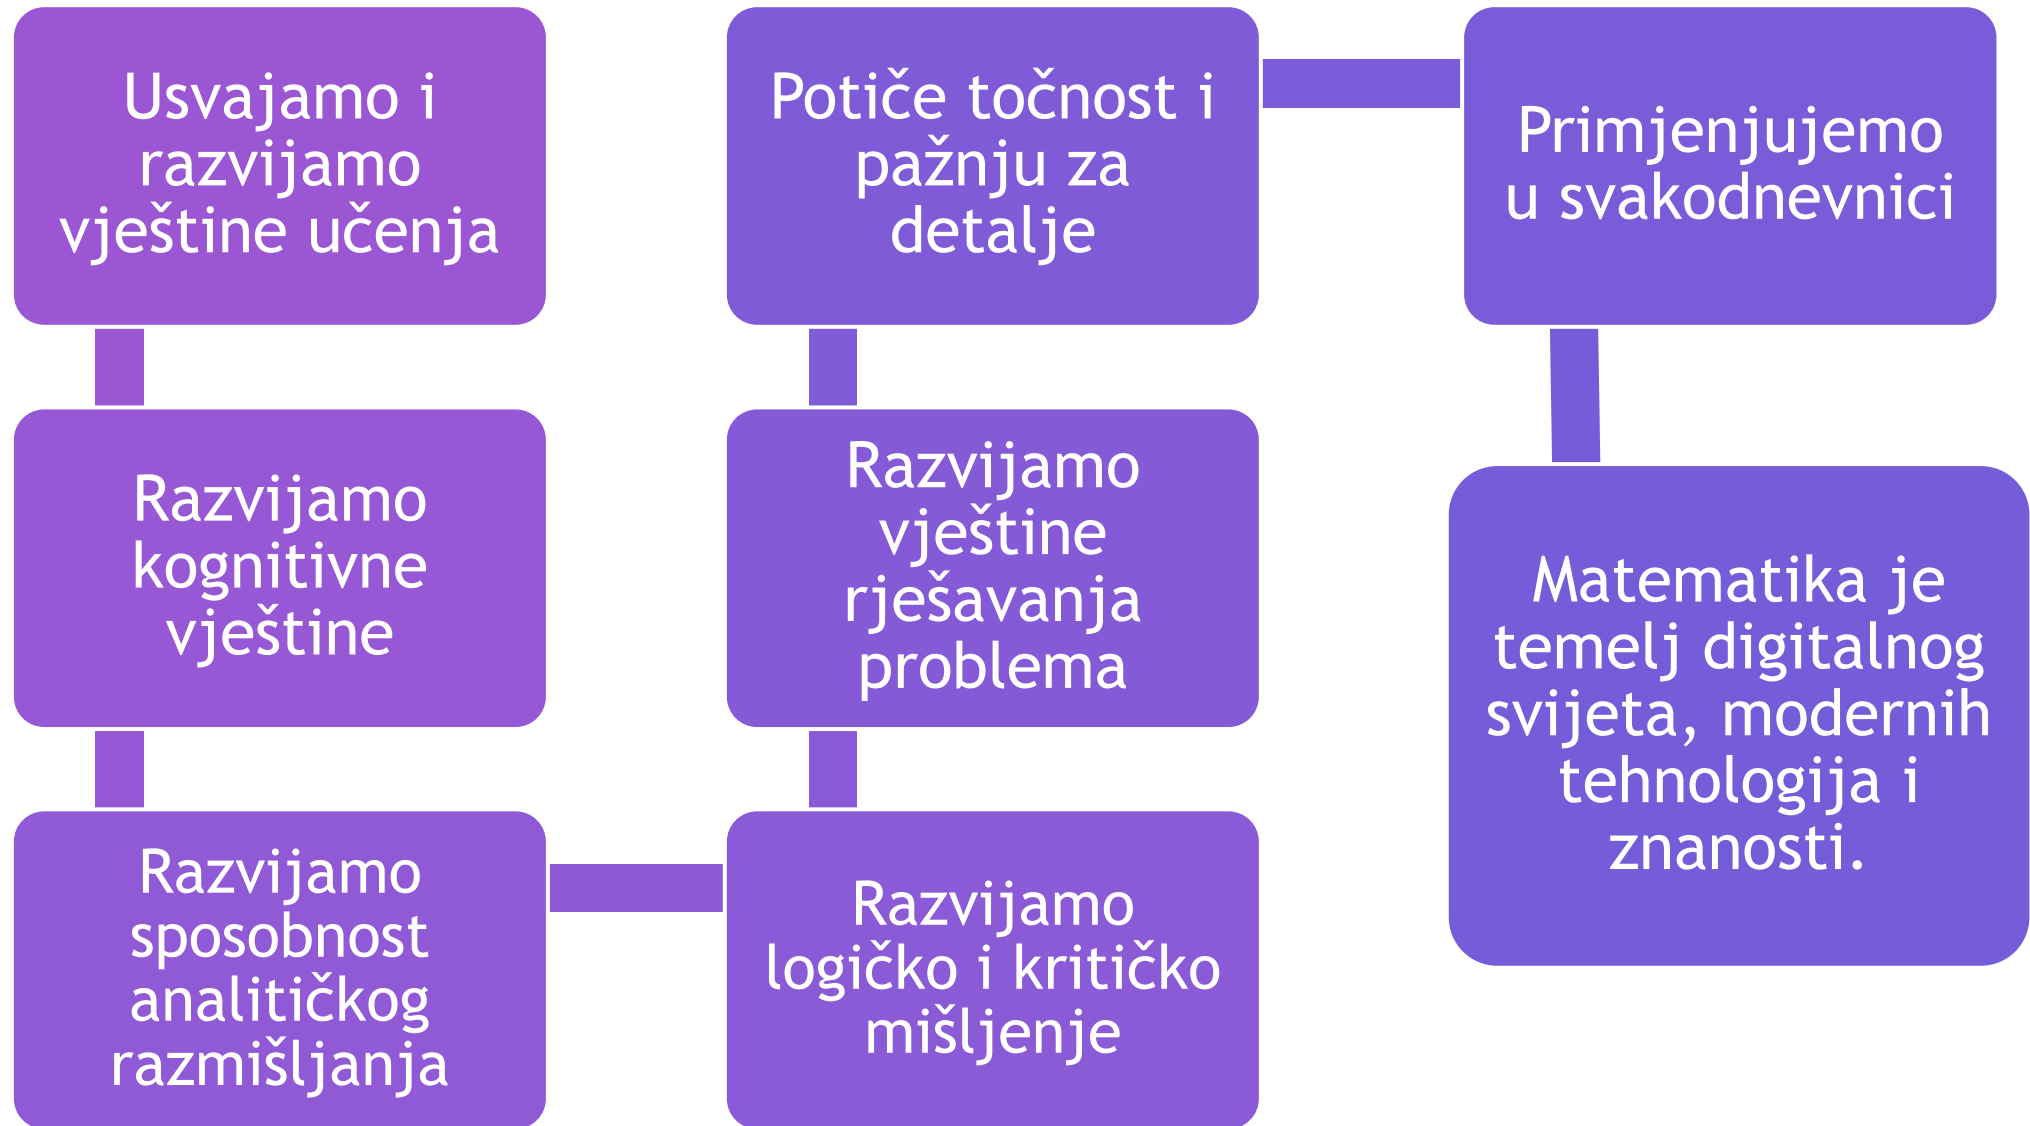 Usvajamo i
razvijamo
vještine učenja
Razvijamo
kognitivne
vještine
Razvijamo
sposobnost
analitičkog
razmišljanja
Razvijamo
logičko i kritičko
mišljenje
Razvijamo
vještine
rješavanja
problema
Potiče točnost i
pažnju za
detalje
Primjenjujemo
u svakodnevnici
Matematika je
temelj digitalnog
svijeta, modernih
tehnologija i
znanosti.